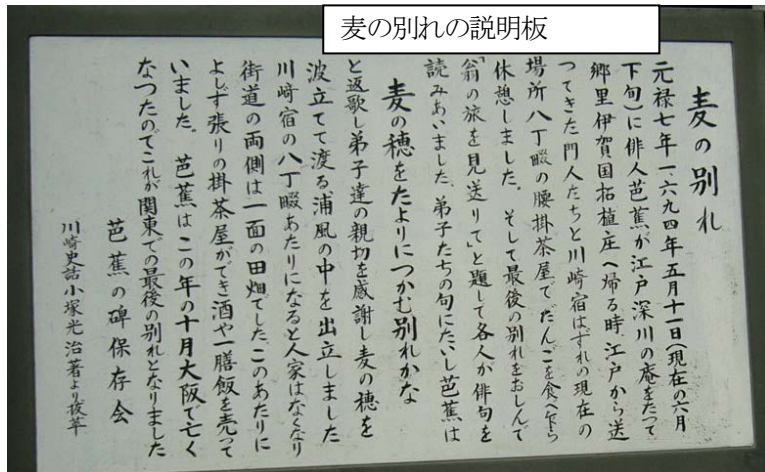 麦の別れの説明板
麦の別れ
元禄七年一、六九四年五月十一日(現在の六月
下旬)に俳人芭蕉が江戸深川の庵をたって
郷里伊賀国拓植庄へ帰る時、江戸から送
ってきた門人たちと川崎宿はずれの現在の
場所八丁畷の腰掛茶屋でだんごを食べ乍ら
休憩しました。そして最後の別れをおしんで
「翁の旅を見送りて」と題して各人が俳句を
読みあいました、弟子たちの句にたいし芭蕉は
麦の穂をたよりにつかむ別れかな
と返歌し弟子達の親切を感謝し麦の穂を
波立てて渡る浦風の中を出立しました
川崎宿の八丁畷あたりになると人家はなくなり
街道の両側は一面の田畑でした、このあたりに
よしず張りの掛茶屋ができ酒や一膳飯を売って
いました。芭蕉はこの年の十月大阪で亡く
なつたのでこれが関東での最後の別れとなりました
芭蕉の碑保存会
川崎史話小塚光治著より抜萃